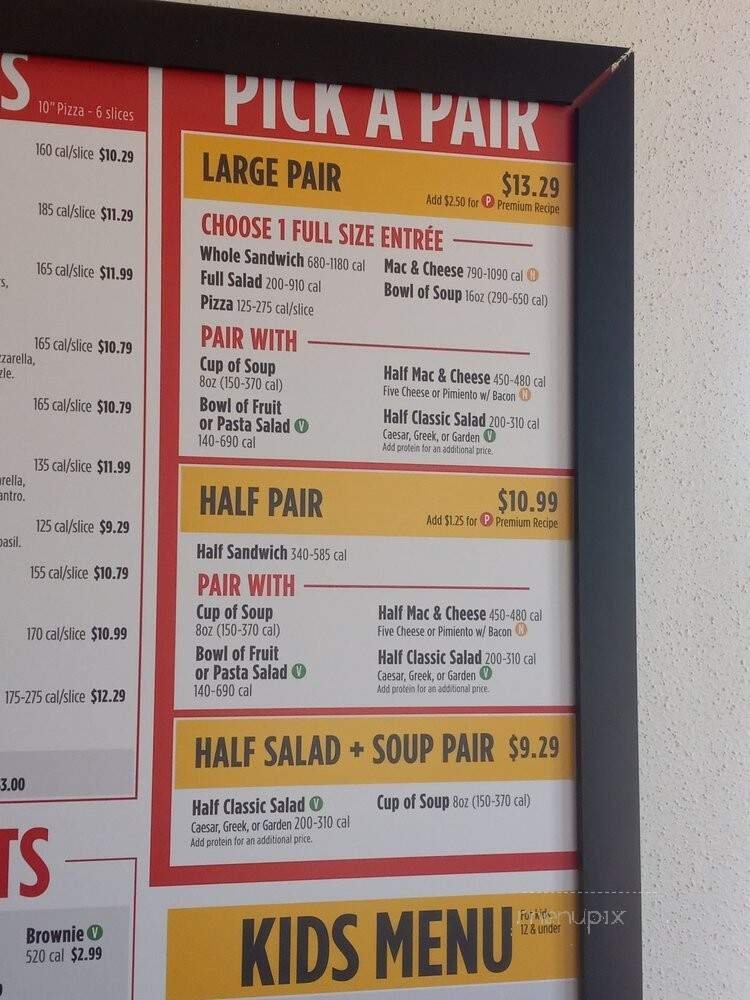 S
10" Pizza - 6 slices
160 cal/slice $10.29
185 cal/slice $11.29
165 cal/slice $11.99
165 cal/slice $10.79
165 cal/slice $10.79
135 cal/slice $11.99
125 cal/slice $9.29
155 cal/slice $10.79
170 cal/slice $10.99
175-275 cal/slice $12.29
3.00
TS
Brownie V
520 cal $2.99
PICK A PAIR
LARGE PAIR $13.29
Add $2.50 for P Premium Recipe
CHOOSE 1 FULL SIZE ENTRÉE
Whole Sandwich 680-1180 cal
Full Salad 200-910 cal
Pizza 125-275 cal/slice
Mac & Cheese 790-1090 cal N
Bowl of Soup 16oz (290-650 cal)
PAIR WITH
Cup of Soup
8oz (150-370 cal)
Bowl of Fruit
or Pasta Salad V
140-690 cal
Half Mac & Cheese 450-480 cal
Five Cheese or Pimiento w/ Bacon N
Half Classic Salad 200-310 cal
Caesar, Greek, or Garden V
Add protein for an additional price.
HALF PAIR $10.99
Add $1.25 for P Premium Recipe
Half Sandwich 340-585 cal
PAIR WITH
Cup of Soup
8oz (150-370 cal)
Bowl of Fruit
or Pasta Salad V
140-690 cal
Half Mac & Cheese 450-480 cal
Five Cheese or Pimiento w/ Bacon N
Half Classic Salad 200-310 cal
Caesar, Greek, or Garden V
Add protein for an additional price.
HALF SALAD + SOUP PAIR $9.29
Half Classic Salad V
Caesar, Greek, or Garden 200-310 cal
Add protein for an additional price.
Cup of Soup 8oz (150-370 cal)
KIDS MENU
For kids
12 & under
menupix